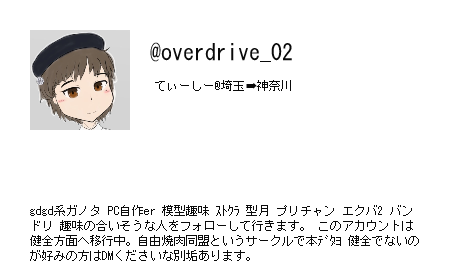 @overdrive_02
てぃーしー@埼玉➡神奈川
gdgd系ガノタ PC自作er 模型趣味 ｽﾄｸﾗ 型月 プリチャン エクバ2 バン
ドリ 趣味の合いそうな人をフォローして行きます。 このアカウントは
健全方面へ移行中。自由焼肉同盟というサークルで本ﾃﾞﾀﾖ 健全でないの
が好みの方はDMくださいな別垢あります。